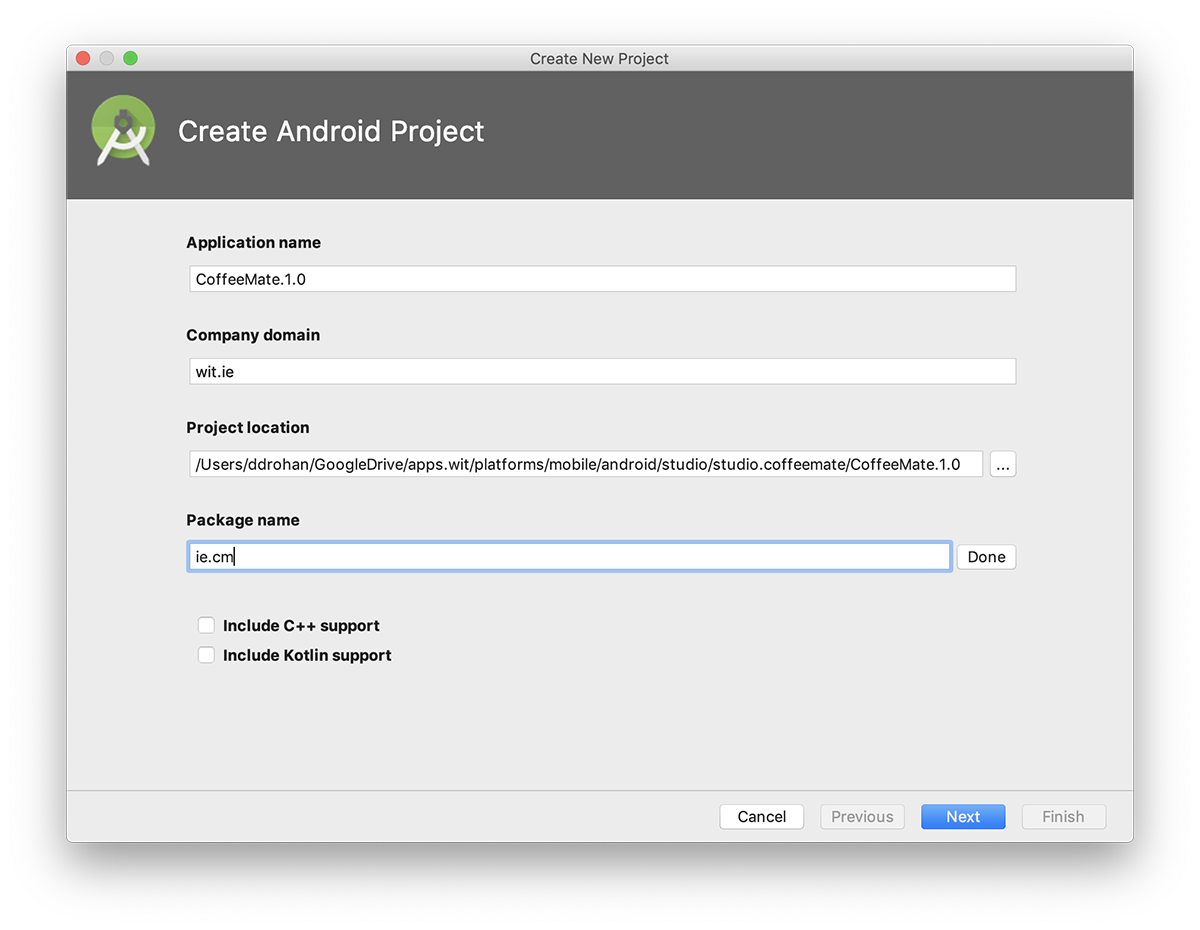 Create New Project
Create Android Project
Application name
CoffeeMate.1.0
Company domain
wit.ie
Project location
/Users/ddrohan/GoogleDrive/apps.wit/platforms/mobile/android/studio/studio.coffeemate/CoffeeMate.1.0 ...
Package name
ie.cm Done
Include C++ support
Include Kotlin support
Cancel Previous Next Finish